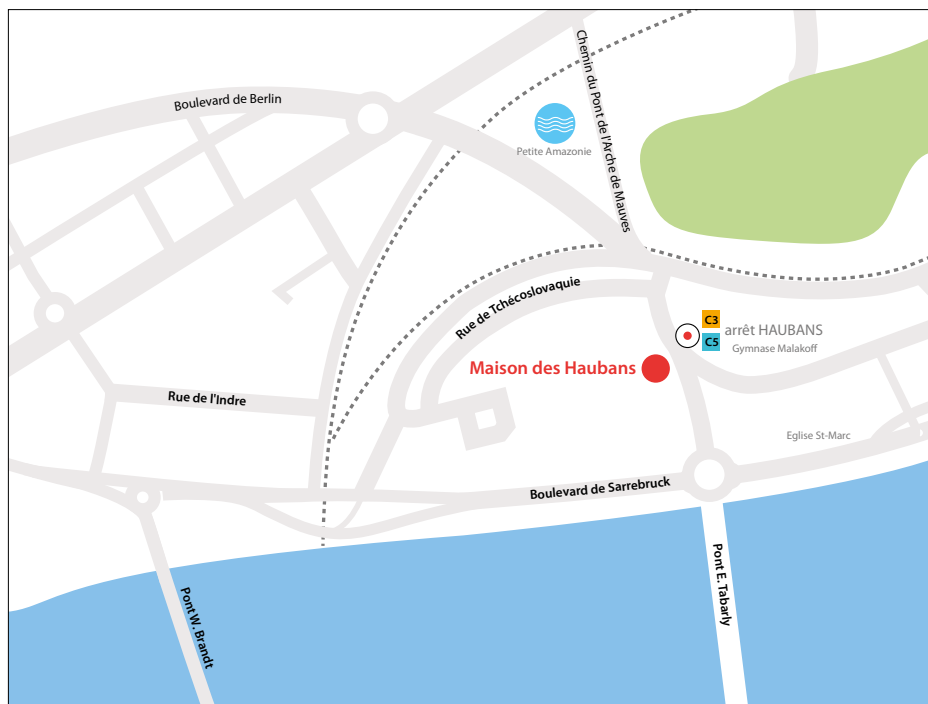 Chemin du Pont de l'Arche de Mauves
Boulevard de Berlin
Petite Amazonie
Rue de Tchécoslovaquie
C3
arrêt HAUBANS
C5
Gymnase Malakoff
Maison des Haubans
Rue de l'Indre
Eglise St-Marc
Boulevard de Sarrebruck
Pont E. Tabarly
Pont W. Brandt